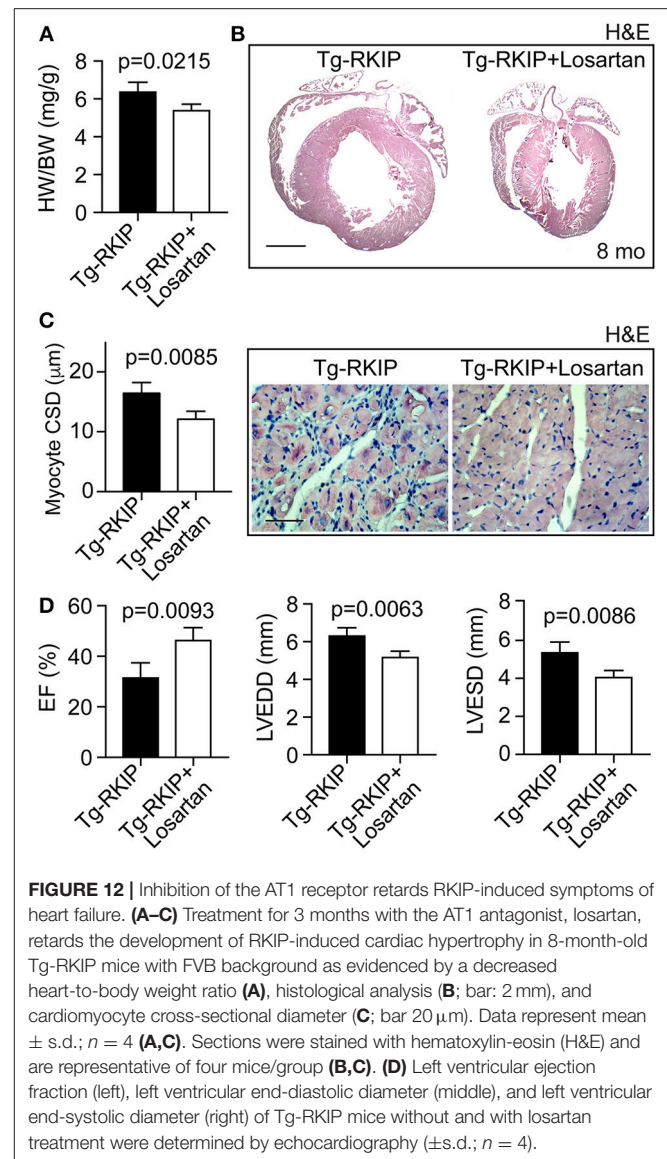 A
p=0.0215
HW/BW (mg/g)
8
6
4
2
0
Tg-RKIP
Tg-RKIP+
Losartan
B
H&E
Tg-RKIP
Tg-RKIP+Losartan
8 mo
C
p=0.0085
Myocyte CSD (μm)
20
10
0
Tg-RKIP
Tg-RKIP+
Losartan
H&E
Tg-RKIP
Tg-RKIP+Losartan
D
p=0.0093
EF (%)
60
40
20
0
Tg-RKIP
Tg-RKIP+
Losartan
p=0.0063
LVEDD (mm)
8
6
4
2
0
Tg-RKIP
Tg-RKIP+
Losartan
p=0.0086
LVESD (mm)
8
6
4
2
0
Tg-RKIP
Tg-RKIP+
Losartan
FIGURE 12 | Inhibition of the AT1 receptor retards RKIP-induced symptoms of
heart failure. (A–C) Treatment for 3 months with the AT1 antagonist, losartan,
retards the development of RKIP-induced cardiac hypertrophy in 8-month-old
Tg-RKIP mice with FVB background as evidenced by a decreased
heart-to-body weight ratio (A), histological analysis (B; bar: 2 mm), and
cardiomyocyte cross-sectional diameter (C; bar 20 μm). Data represent mean
± s.d.; n = 4 (A,C). Sections were stained with hematoxylin-eosin (H&E) and
are representative of four mice/group (B,C). (D) Left ventricular ejection
fraction (left), left ventricular end-diastolic diameter (middle), and left ventricular
end-systolic diameter (right) of Tg-RKIP mice without and with losartan
treatment were determined by echocardiography (±s.d.; n = 4).